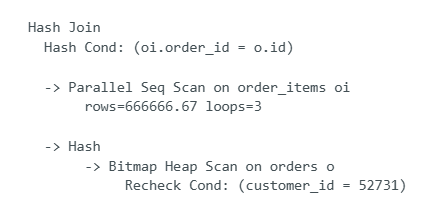 Hash Join
Hash Cond: (oi.order_id = o.id)
-> Parallel Seq Scan on order_items oi
rows=666666.67 loops=3
-> Hash
-> Bitmap Heap Scan on orders o
Recheck Cond: (customer_id = 52731)